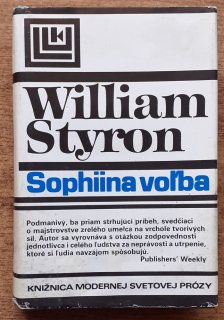 William
Styron
Sophiina voľba
Podmanivý, ba priam strhujúci príbeh, svedčiaci
o majstrovstve zrelého umelca na vrchole tvorivých
síl. Autor sa vyrovnáva s otázkou zodpovednosti
jednotlivca i celého ľudstva za neprávosti a utrpenie,
ktoré si ľudia navzájom spôsobujú.
Publishers' Weekly
KNIŽNICA MODERNEJ SVETOVEJ PRÓZY